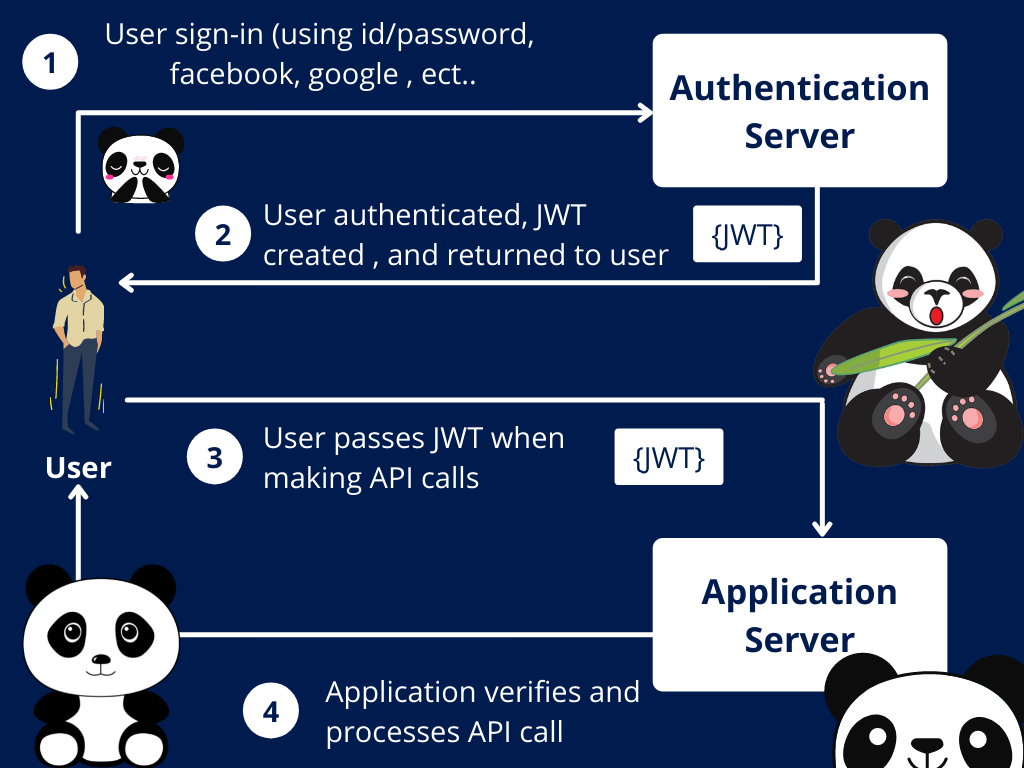 1
User sign-in (using id/password,
facebook, google , ect..
Authentication
Server
2
User authenticated, JWT
created , and returned to user
{JWT}
User
3
User passes JWT when
making API calls
{JWT}
Application
Server
4
Application verifies and
processes API call